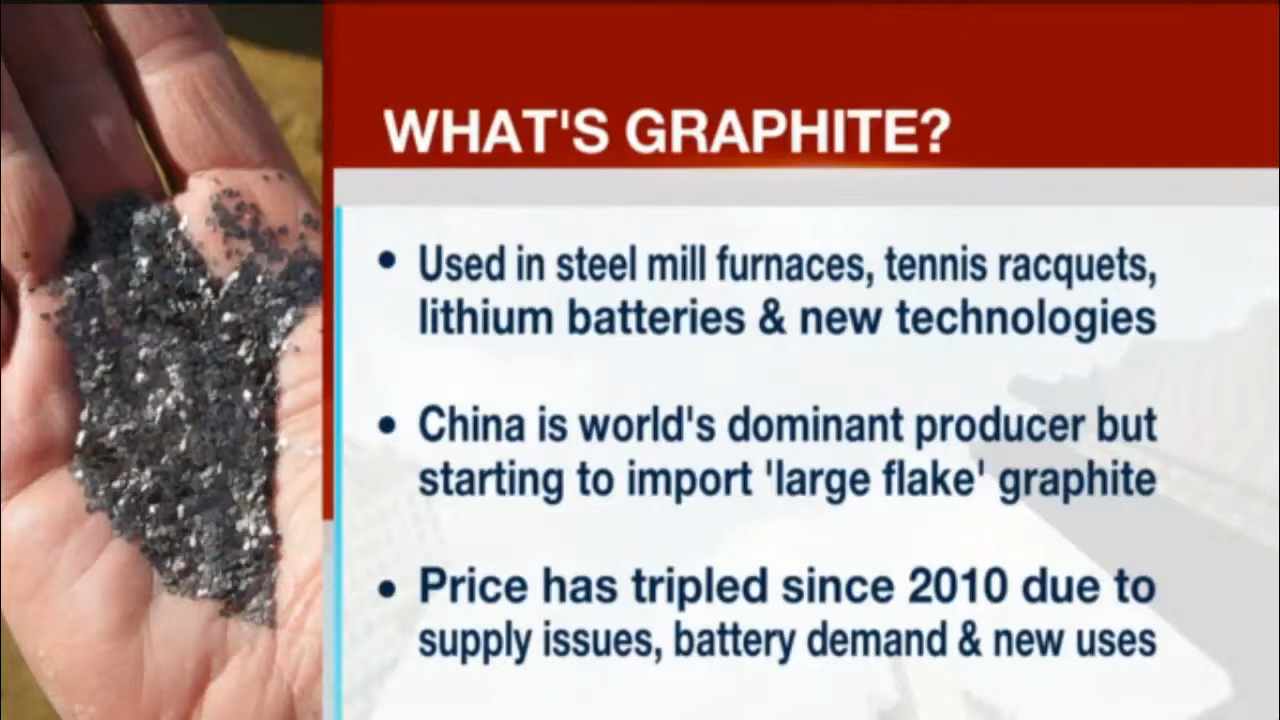 WHAT'S GRAPHITE?
• Used in steel mill furnaces, tennis racquets,
lithium batteries & new technologies
• China is world's dominant producer but
starting to import 'large flake' graphite
• Price has tripled since 2010 due to
supply issues, battery demand & new uses